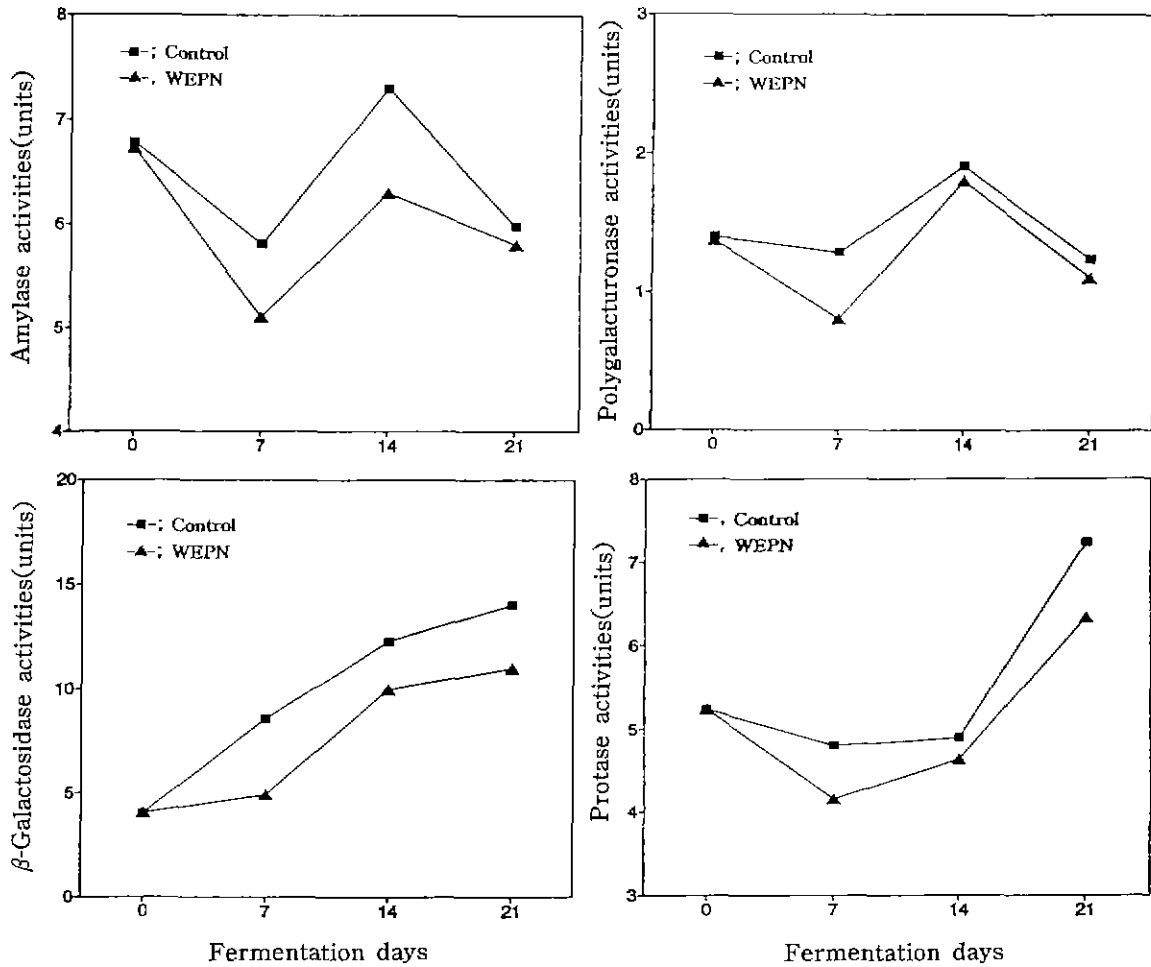 Amylase activities(units)
8
7
6
5
4
■; Control
▲, WEPN
0 7 14 21
Polygalacturonase activities(units)
3
2
1
0
■; Control
▲; WEPN
0 7 14 21
β-Galactosidase activities(units)
20
15
10
5
0
■; Control
▲; WEPN
0 7 14 21
Fermentation days
Protase activities(units)
8
7
6
5
4
3
■, Control
▲, WEPN
0 7 14 21
Fermentation days